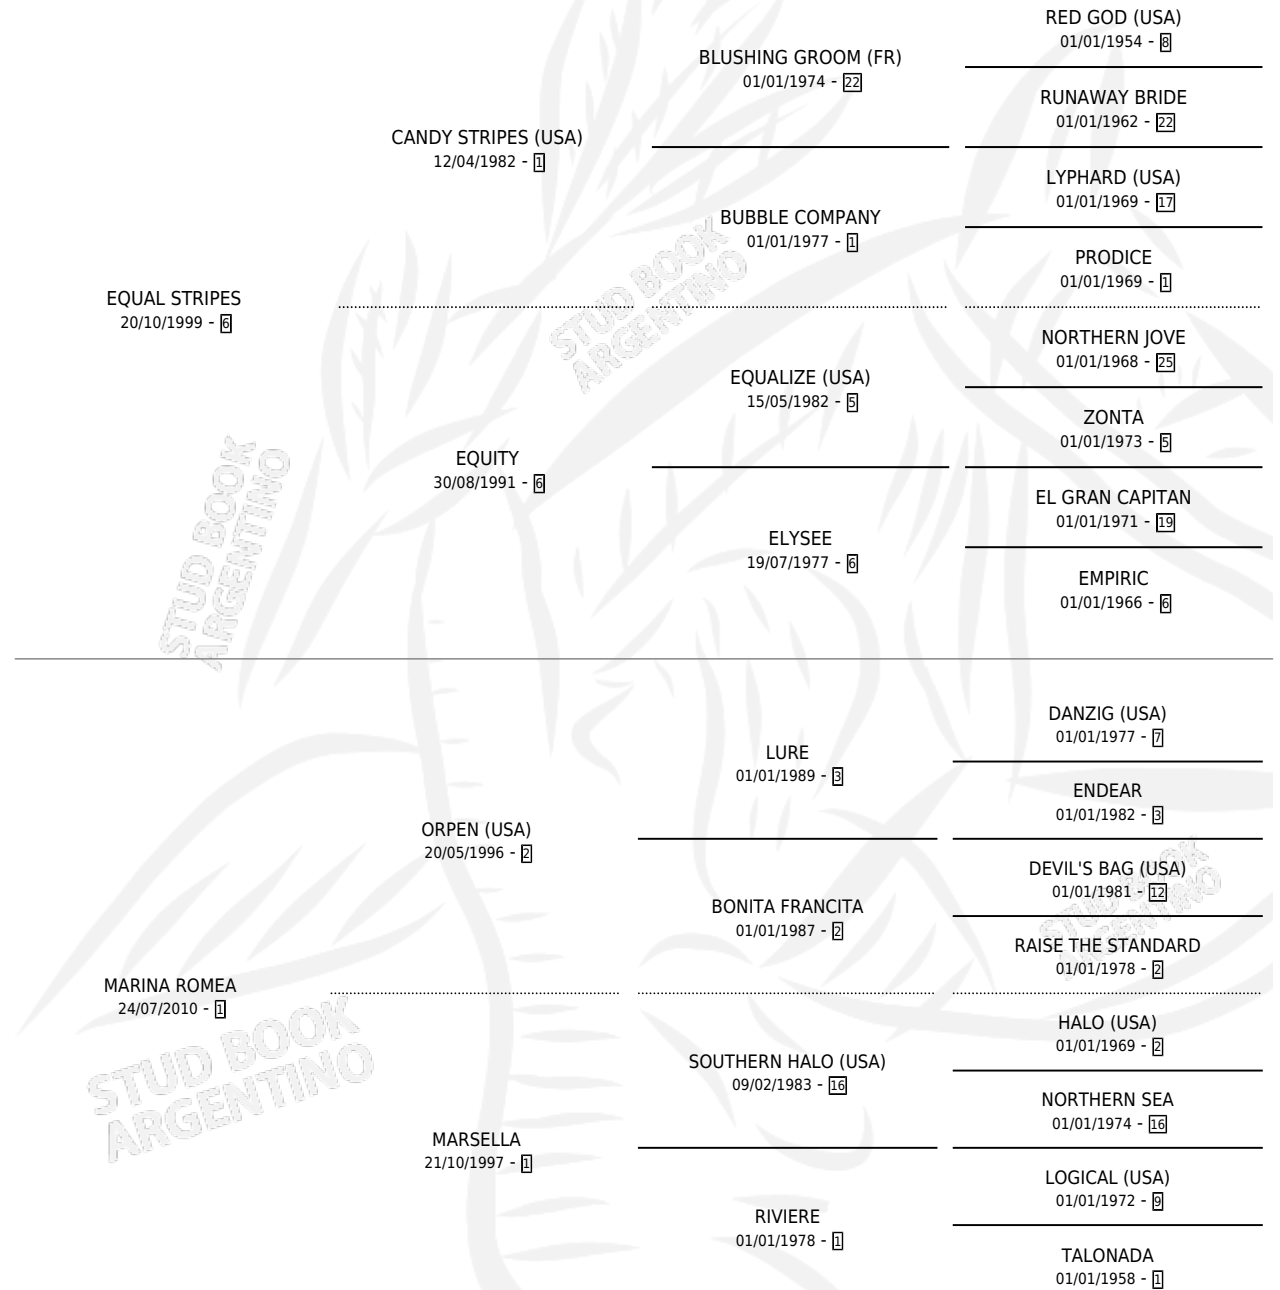 RED GOD (USA)
01/01/1954 - 8
BLUSHING GROOM (FR)
01/01/1974 - 22
RUNAWAY BRIDE
01/01/1962 - 22
CANDY STRIPES (USA)
12/04/1982 - 1
LYPHARD (USA)
01/01/1969 - 17
BUBBLE COMPANY
01/01/1977 - 1
PRODICE
01/01/1969 - 1
EQUAL STRIPES
20/10/1999 - 6
STUD BOOK
ARGENTINO
NORTHERN JOVE
01/01/1968 - 25
EQUALIZE (USA)
15/05/1982 - 5
ZONTA
01/01/1973 - 5
EQUITY
30/08/1991 - 6
EL GRAN CAPITAN
01/01/1971 - 19
ELYSEE
19/07/1977 - 6
EMPIRIC
01/01/1966 - 6
STUD BOOK
ARGENTINO
DANZIG (USA)
01/01/1977 - 7
LURE
01/01/1989 - 3
ENDEAR
01/01/1982 - 3
ORPEN (USA)
20/05/1996 - 2
DEVIL'S BAG (USA)
01/01/1981 - 12
BONITA FRANCITA
01/01/1987 - 2
STUD BOOK
ARGENTINO
RAISE THE STANDARD
01/01/1978 - 2
MARINA ROMEA
24/07/2010 - 1
HALO (USA)
01/01/1969 - 2
SOUTHERN HALO (USA)
09/02/1983 - 16
STUD BOOK
ARGENTINO
NORTHERN SEA
01/01/1974 - 16
MARSELLA
21/10/1997 - 1
LOGICAL (USA)
01/01/1972 - 9
RIVIERE
01/01/1978 - 1
TALONADA
01/01/1958 - 1